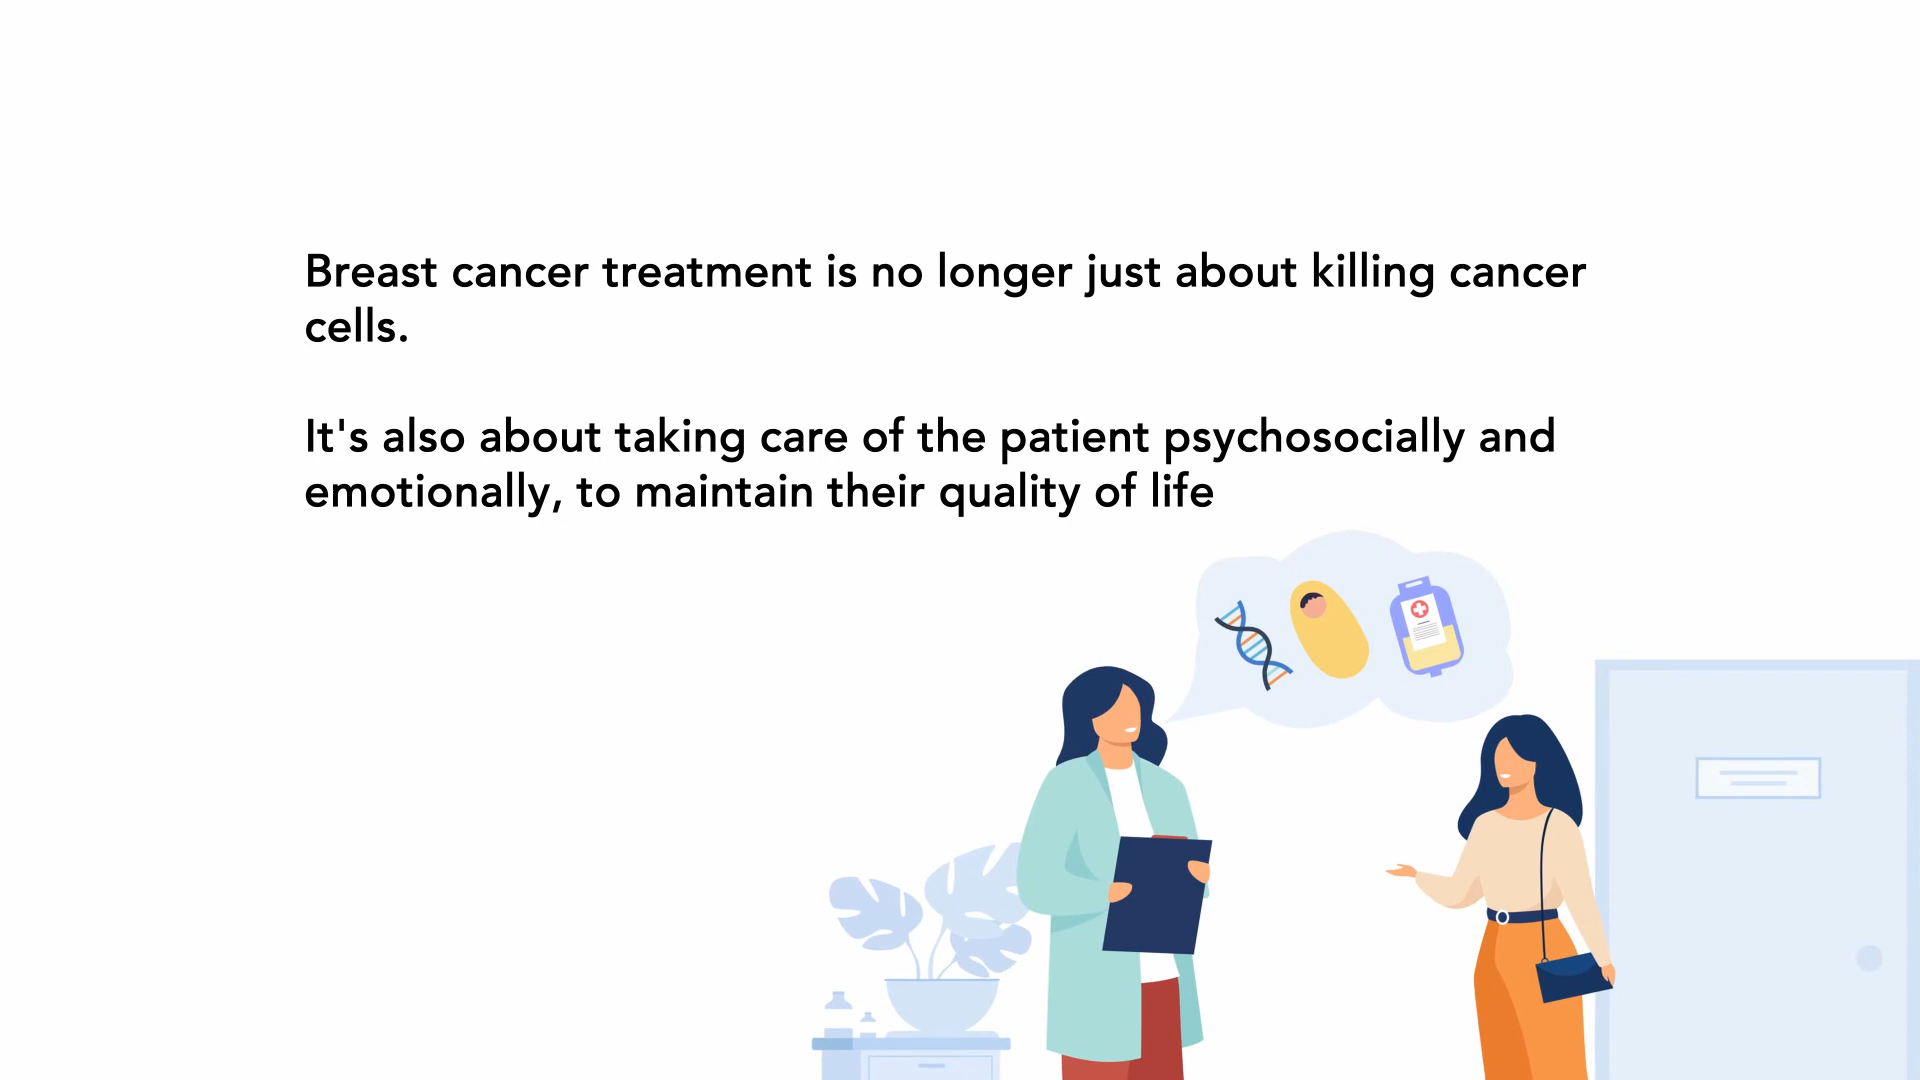 Breast cancer treatment is no longer just about killing cancer
cells.
It's also about taking care of the patient psychosocially and
emotionally, to maintain their quality of life